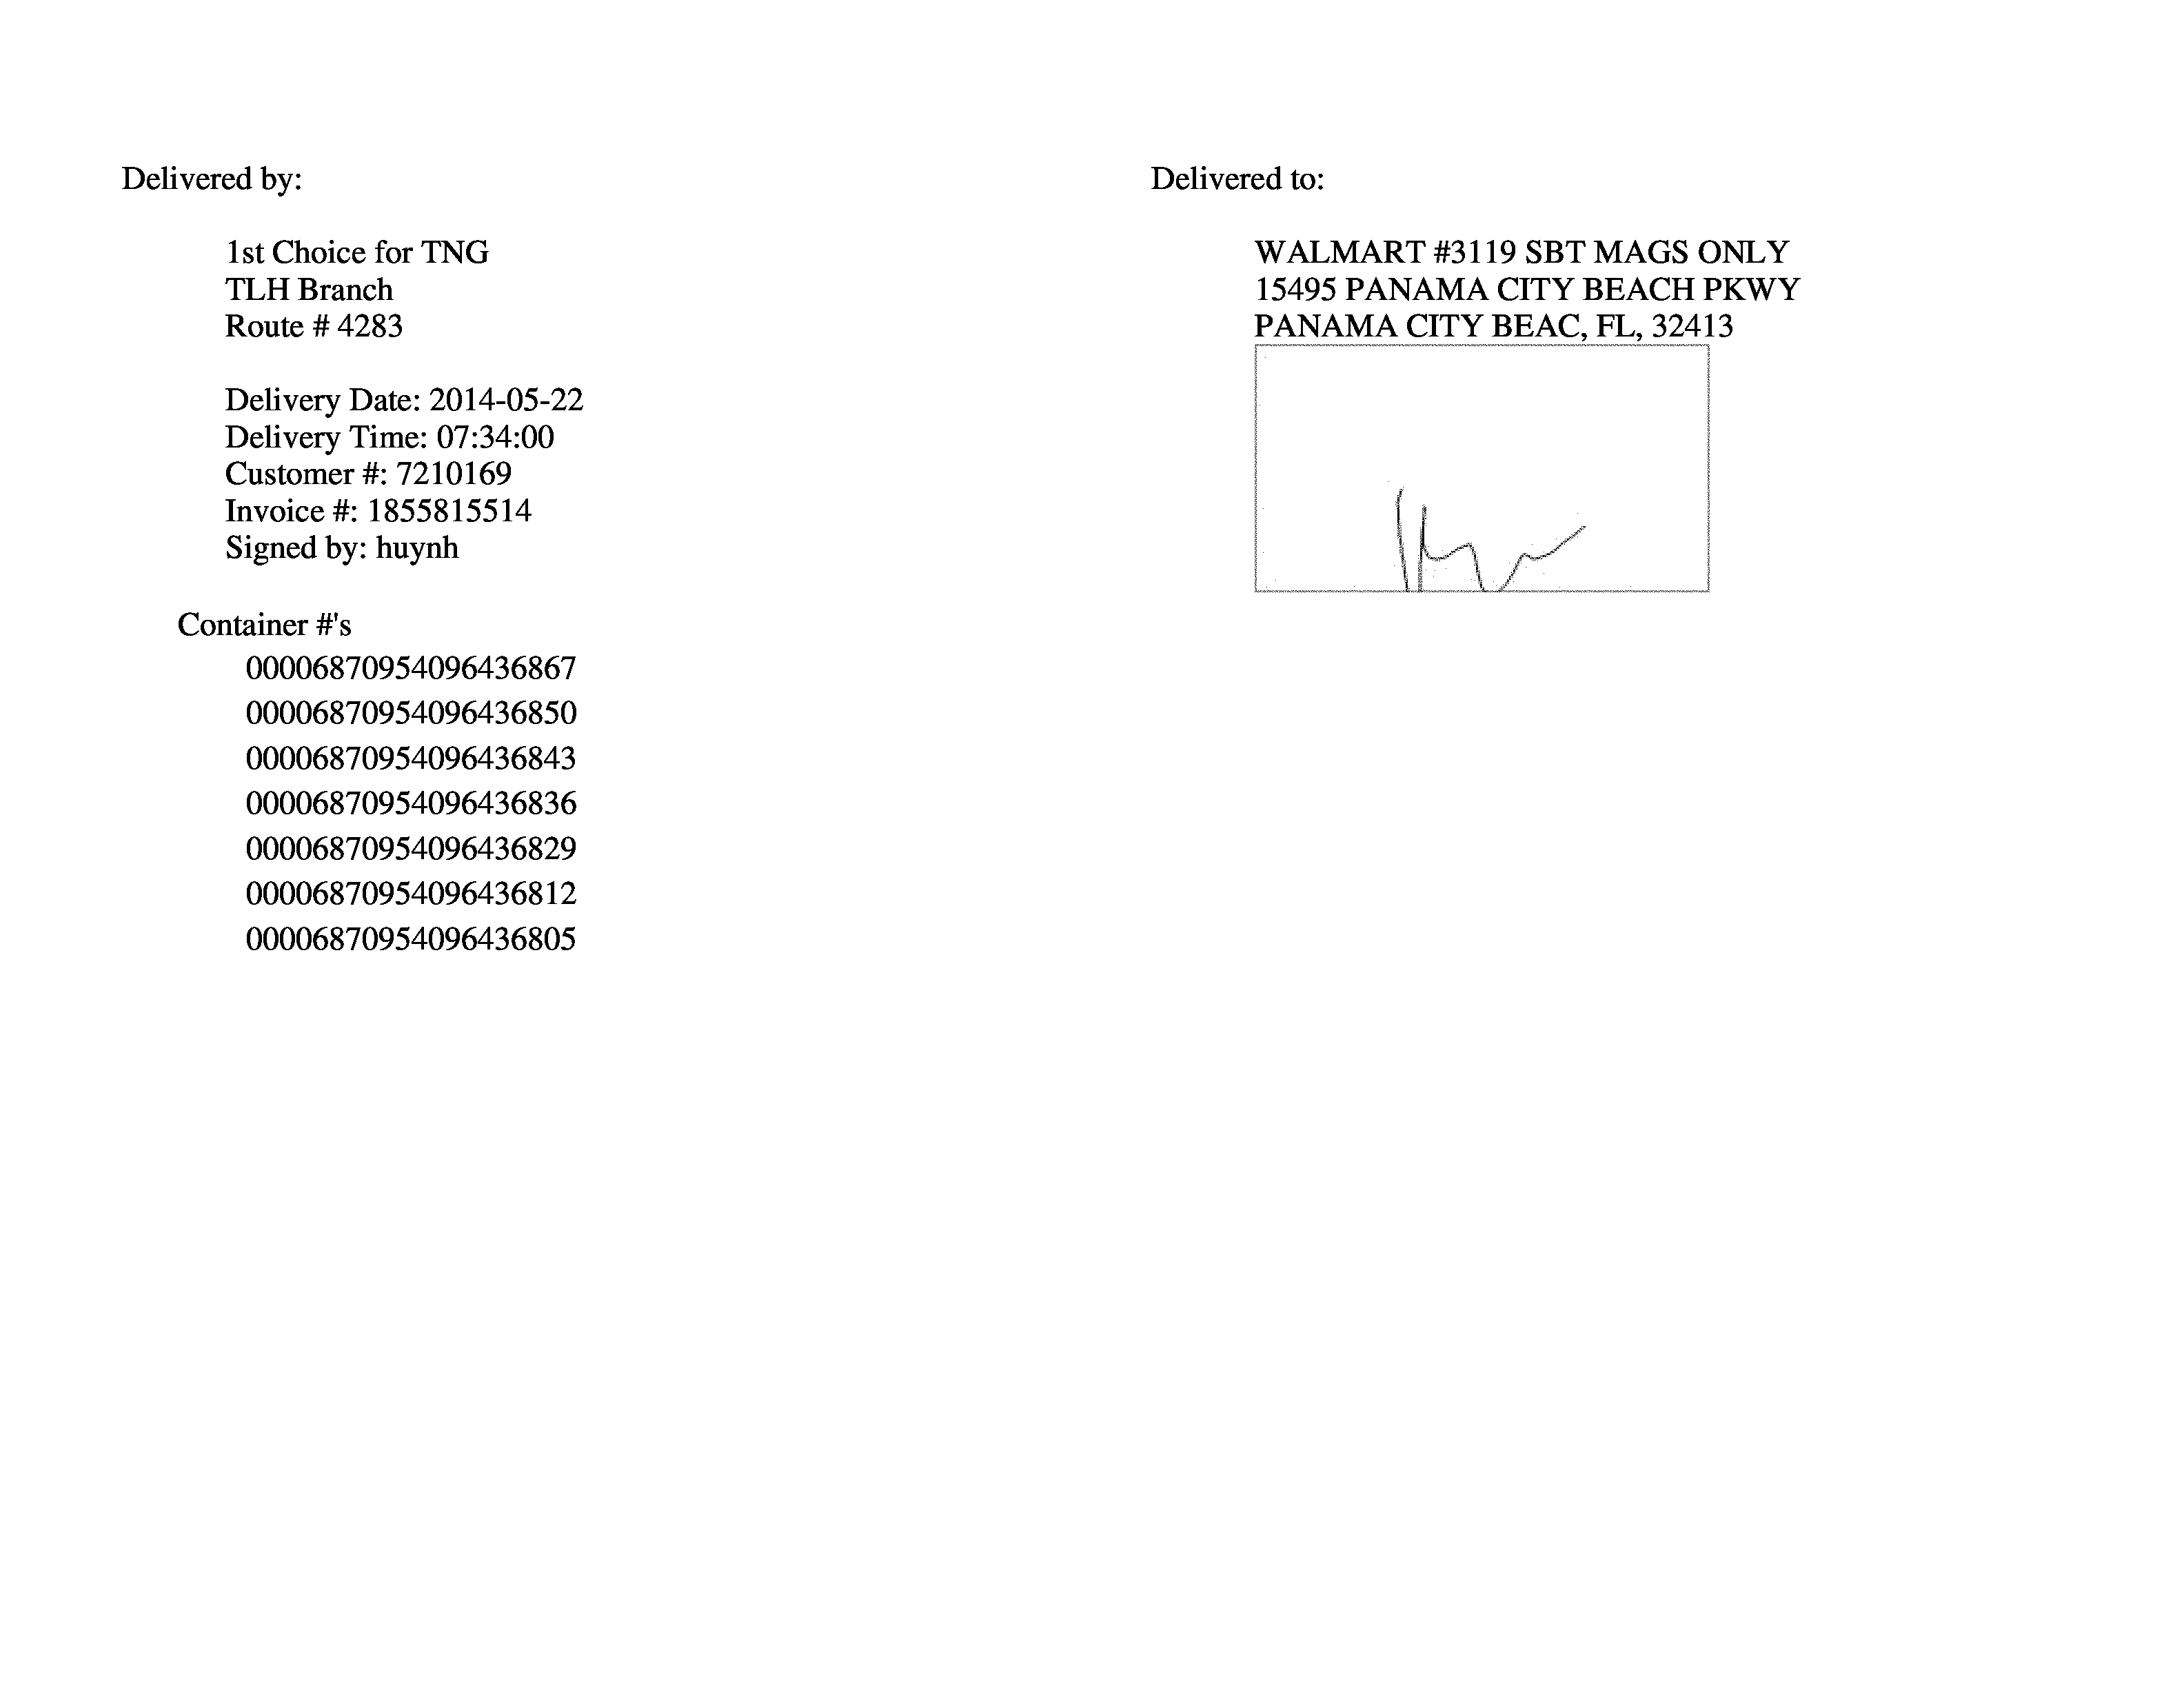 Delivered by:
1st Choice for TNG
TLH Branch
Route # 4283
Delivery Date: 2014-05-22
Delivery Time: 07:34:00
Customer #: 7210169
Invoice #: 1855815514
Signed by: huynh
Container #'s
00006870954096436867
00006870954096436850
00006870954096436843
00006870954096436836
00006870954096436829
00006870954096436812
00006870954096436805
Delivered to:
WALMART #3119 SBT MAGS ONLY
15495 PANAMA CITY BEACH PKWY
PANAMA CITY BEAC, FL, 32413